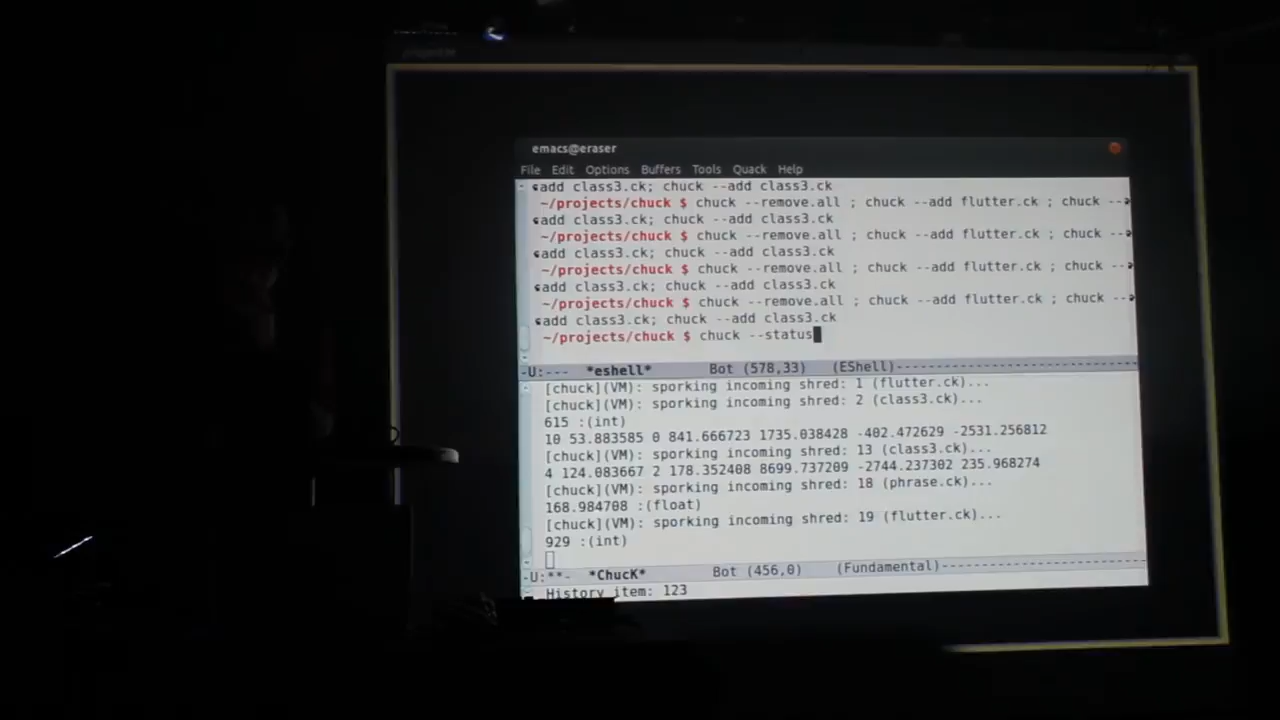 emacs@eraser
File Edit Options Buffers Tools Quack Help
add class3.ck; chuck --add class3.ck
~/projects/chuck $ chuck --remove.all ; chuck --add flutter.ck ; chuck --
add class3.ck; chuck --add class3.ck
~/projects/chuck $ chuck --remove.all ; chuck --add flutter.ck ; chuck --
add class3.ck; chuck --add class3.ck
~/projects/chuck $ chuck --remove.all ; chuck --add flutter.ck ; chuck --
add class3.ck; chuck --add class3.ck
~/projects/chuck $ chuck --remove.all ; chuck --add flutter.ck ; chuck --
add class3.ck; chuck --add class3.ck
~/projects/chuck $ chuck --status
-U:--- *eshell* Bot (578,33) (EShell)------------------------
[chuck](VM): sporking incoming shred: 1 (flutter.ck)...
[chuck](VM): sporking incoming shred: 2 (class3.ck)...
615 :(int)
10 53.883585 0 841.666723 1735.038428 -402.472629 -2531.256812
[chuck](VM): sporking incoming shred: 13 (class3.ck)...
4 124.083667 2 178.352408 8699.737209 -2744.237302 235.968274
[chuck](VM): sporking incoming shred: 18 (phrase.ck)...
168.984708 :(float)
[chuck](VM): sporking incoming shred: 19 (flutter.ck)...
929 :(int)
-U:**- *ChucK* Bot (456,0) (Fundamental)--------------------
History item: 123